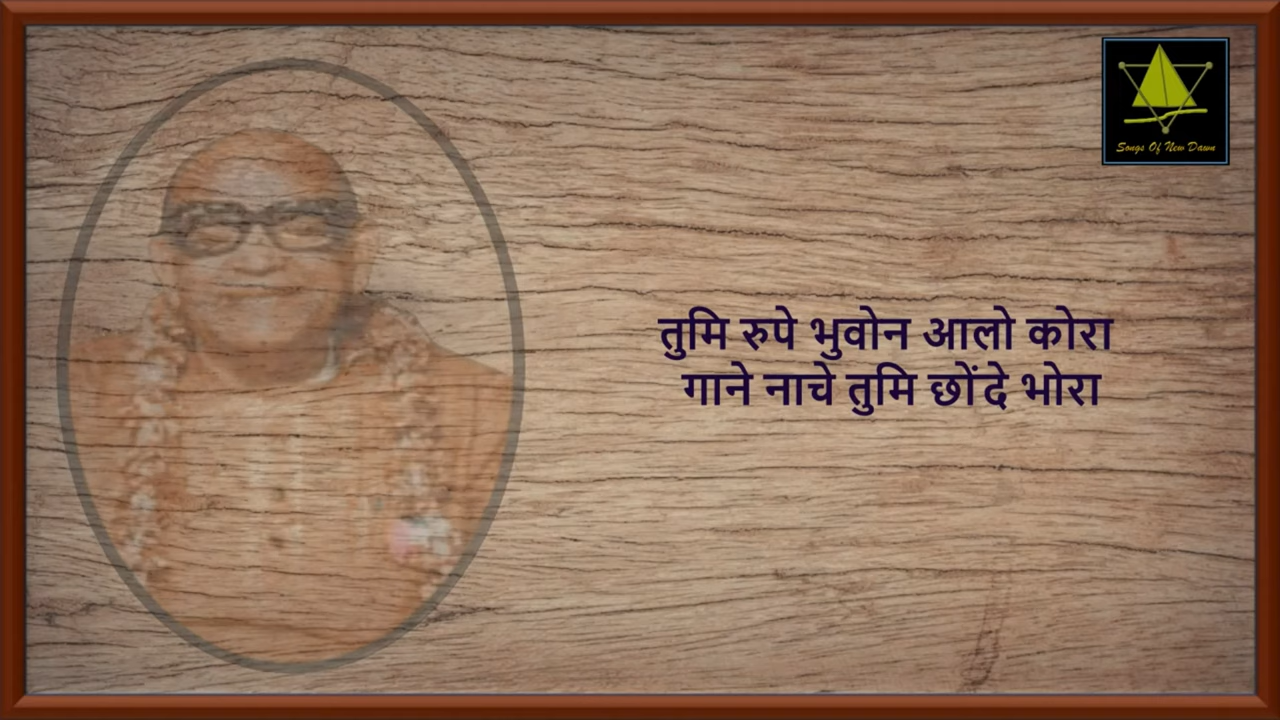 Songs Of New Dawn
तुमि रुपे भुवोन आलो कोरा
गाने नाचे तुमि छोंदे भोरा